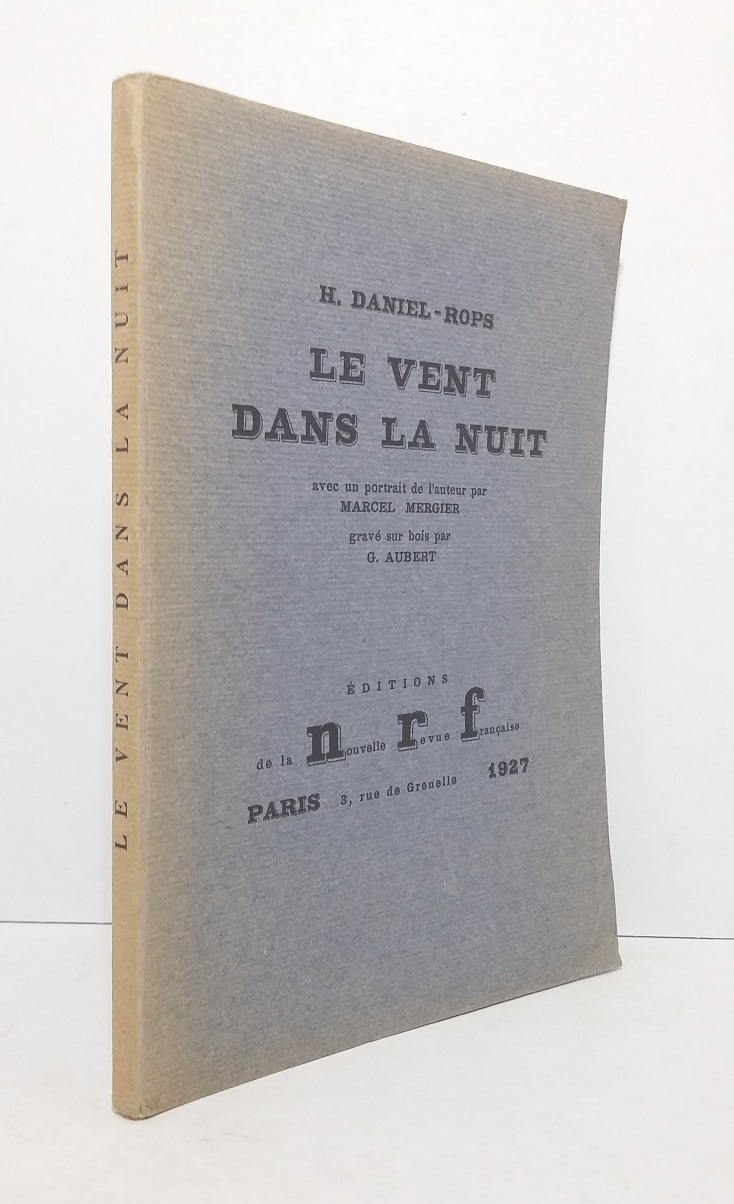 LE VENT DANS LA NUIT
H. DANIEL-ROPS
LE VENT
DANS LA NUIT
avec un portrait de l'auteur par
MARCEL MERGIER
gravé sur bois par
G. AUBERT
ÉDITIONS
de la nouvelle revue française
PARIS 3, rue de Grenelle 1927